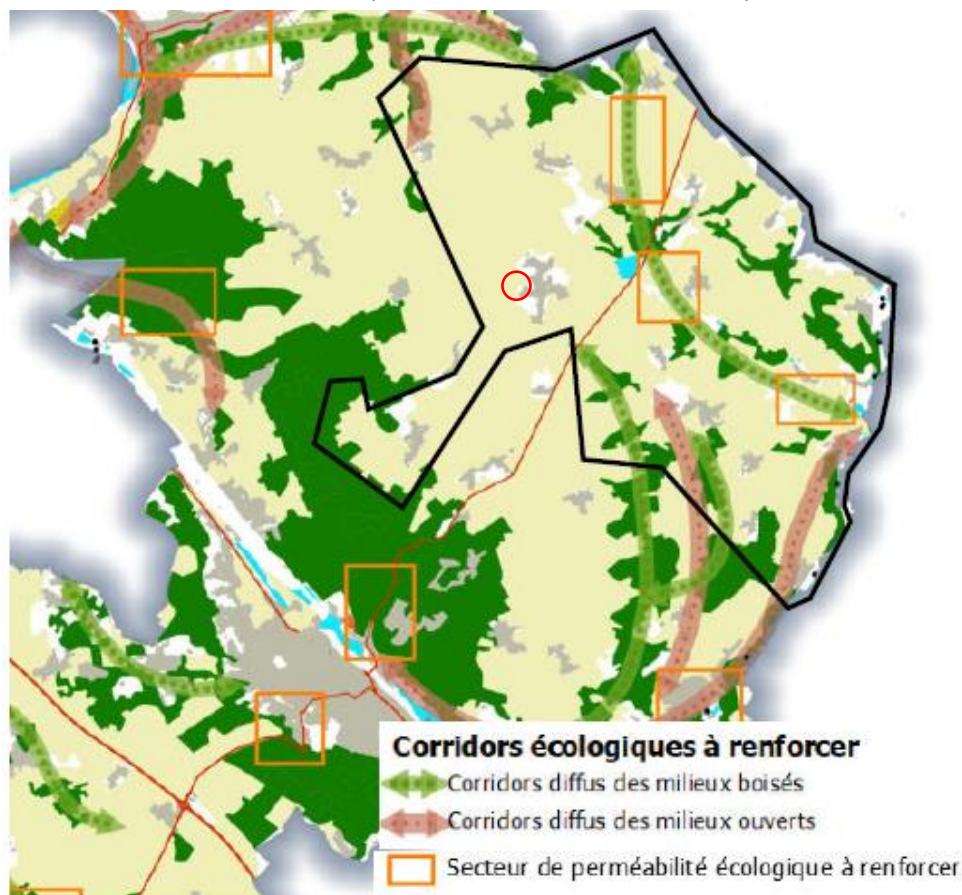 Corridors écologiques à renforcer
Corridors diffus des milieux boisés
Corridors diffus des milieux ouverts
Secteur de perméabilité écologique à renforcer